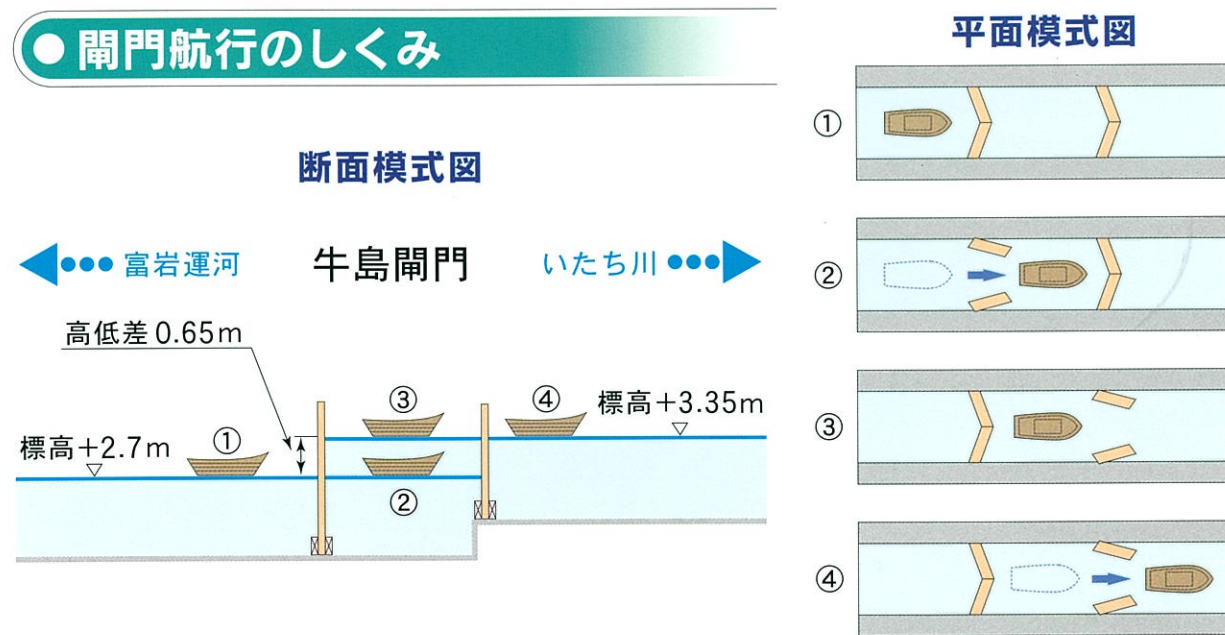 閘門航行のしくみ
断面模式図
富岩運河
牛島閘門
いたち川
高低差0.65m
標高+2.7m
①
③
②
④
標高+3.35m
平面模式図
①
②
③
④